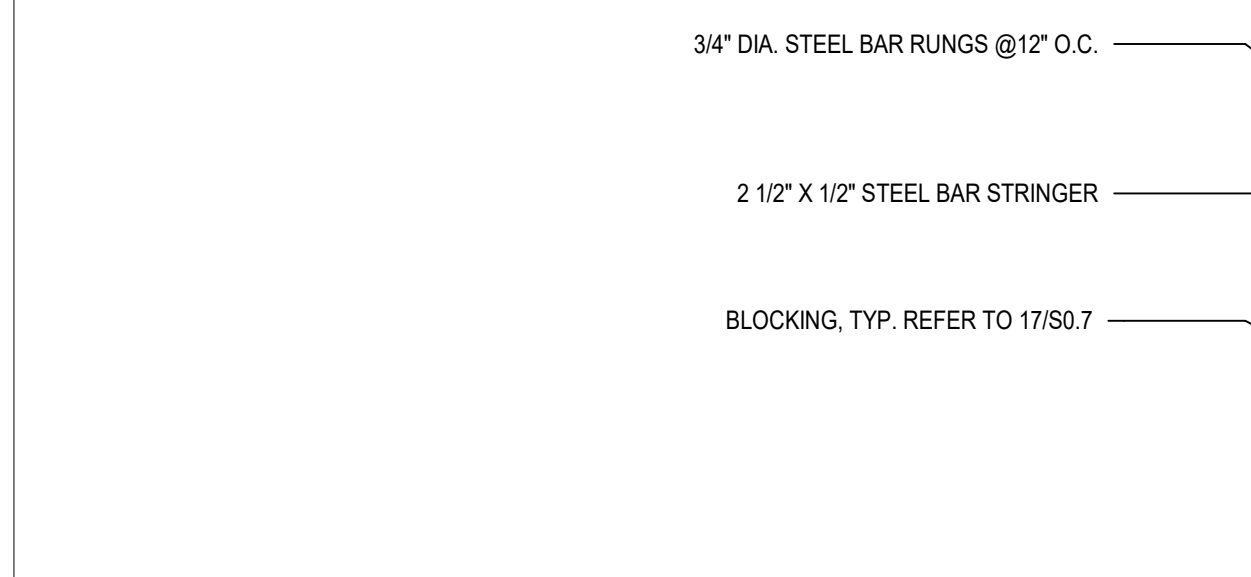 3/4" DIA. STEEL BAR RUNGS @12" O.C.
2 1/2" X 1/2" STEEL BAR STRINGER
BLOCKING, TYP. REFER TO 17/S0.7